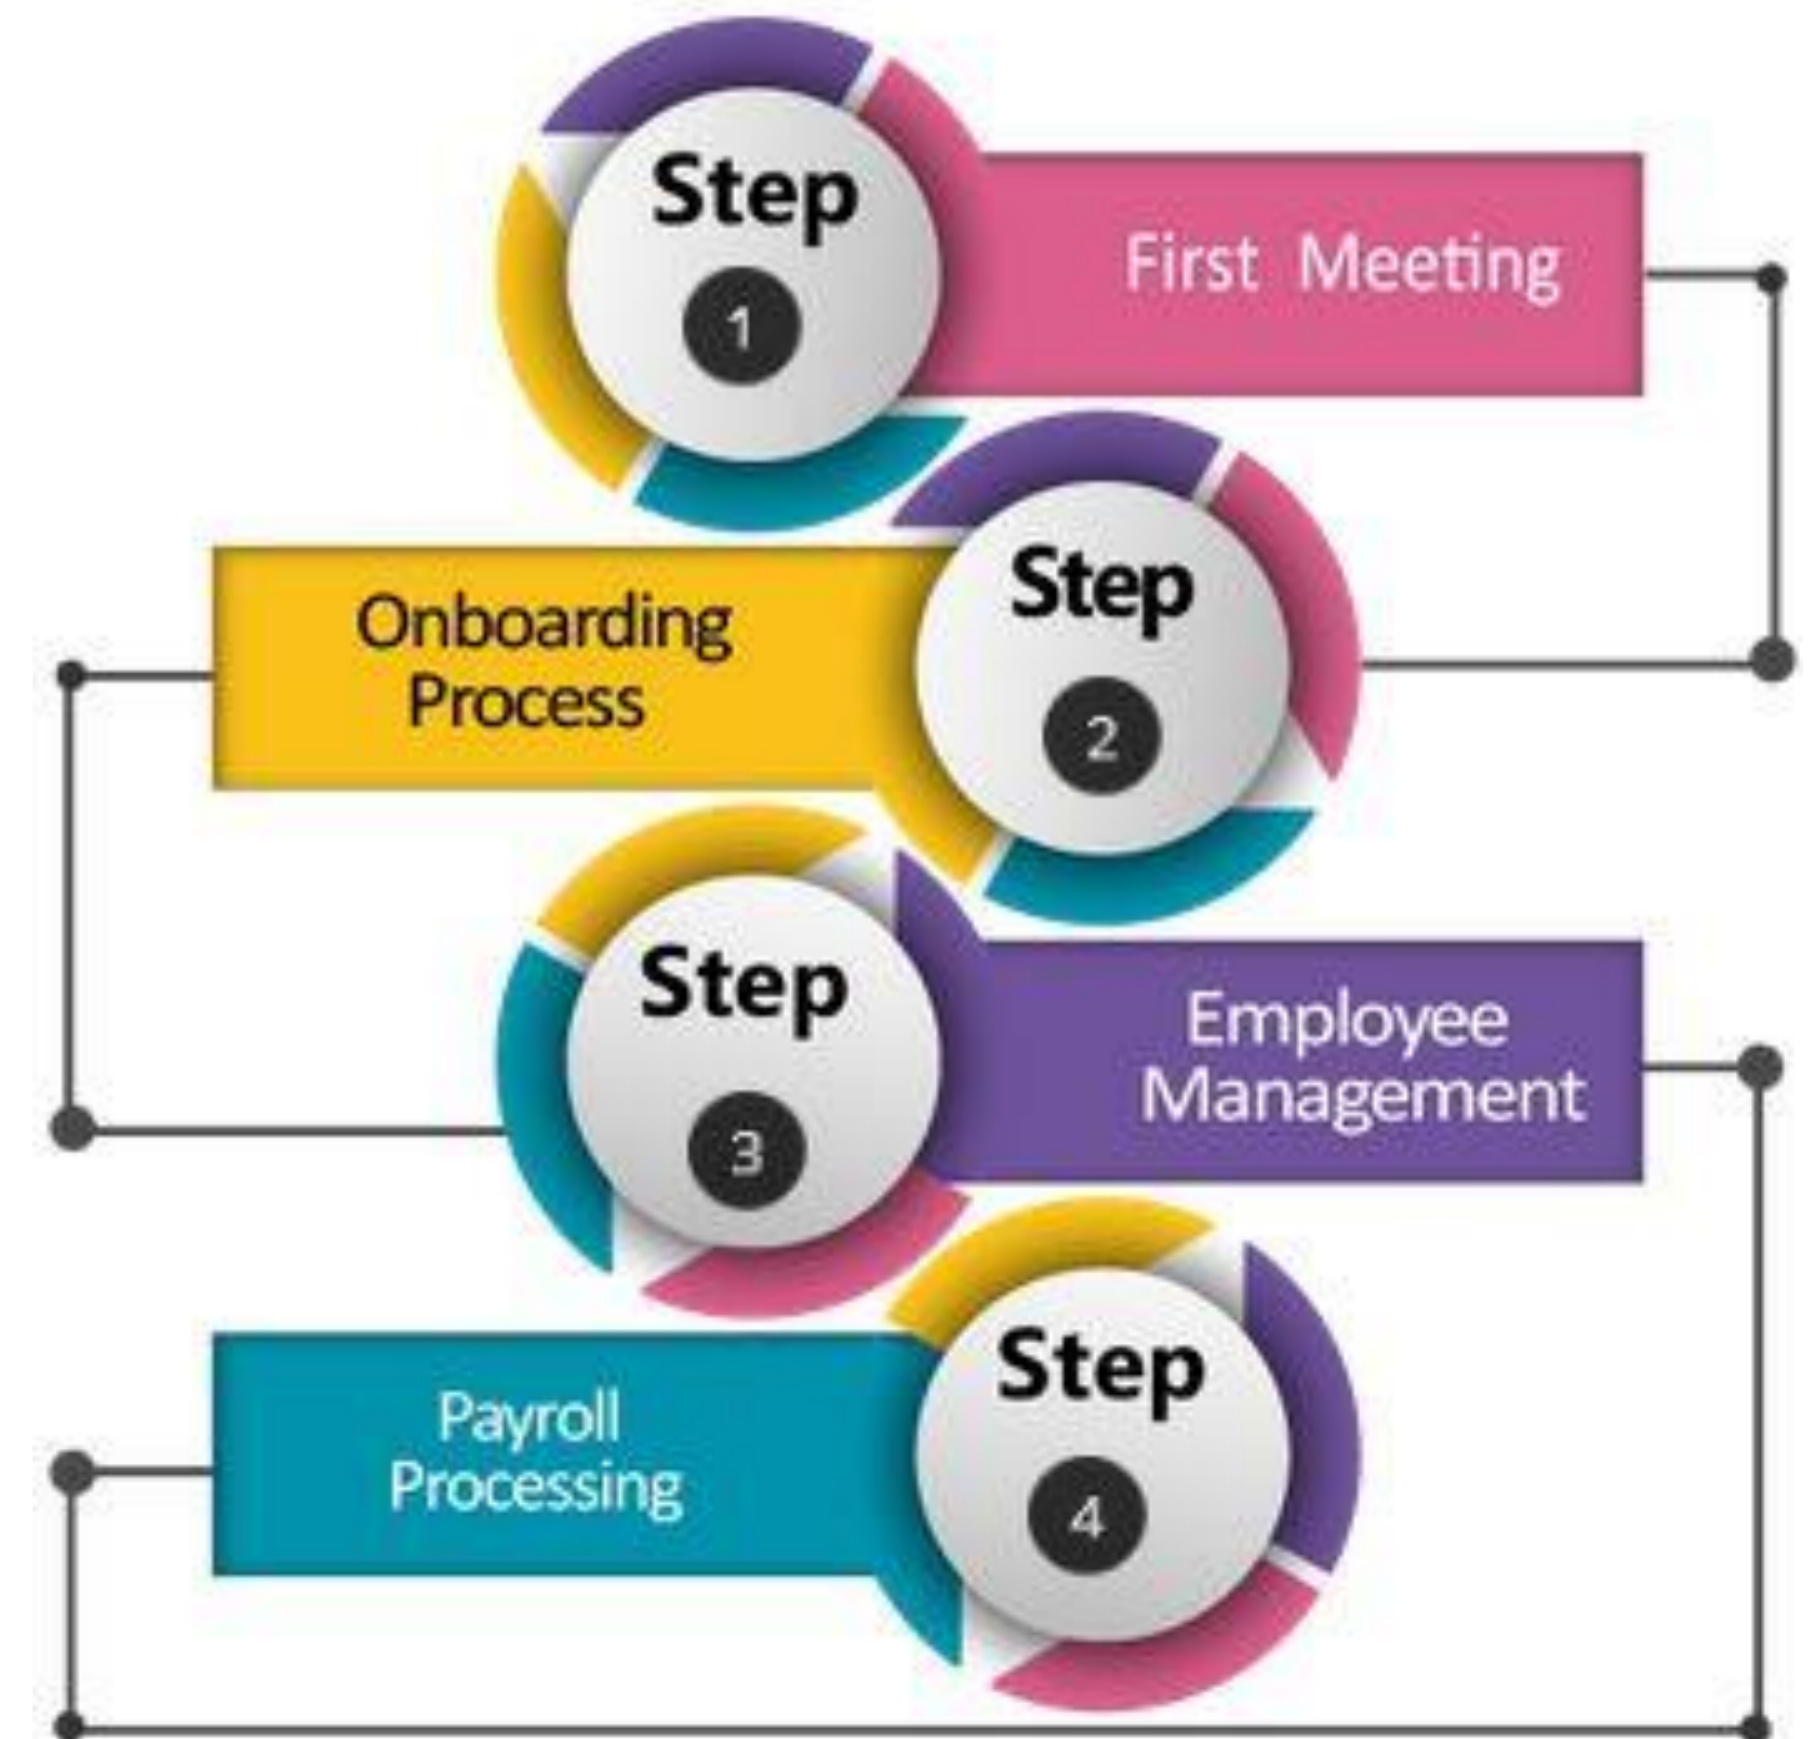 Step
1
First Meeting
Step
2
Onboarding
Process
Step
3
Employee
Management
Step
4
Payroll
Processing